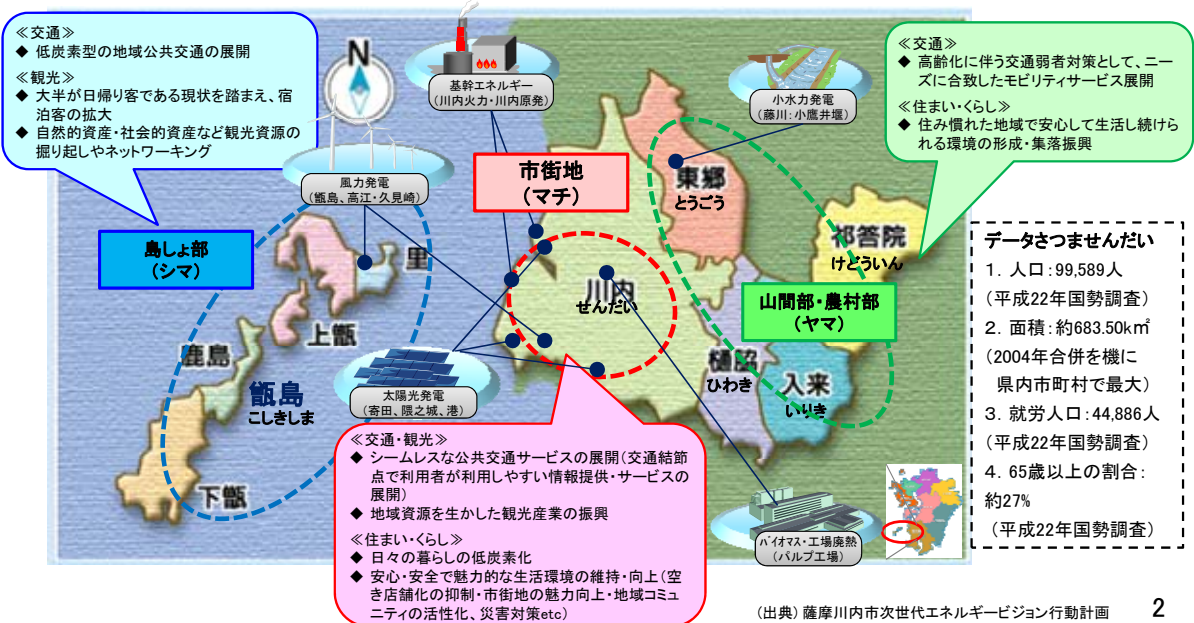 ≪交通≫
◆ 低炭素型の地域公共交通の展開
≪観光≫
◆ 大半が日帰り客である現状を踏まえ、宿
泊客の拡大
◆ 自然的資産・社会的資産など観光資源の
掘り起しやネットワーキング
N
基幹エネルギー
(川内火力・川内原発)
小水力発電
(藤川：小鷹井堰)
≪交通≫
◆ 高齢化に伴う交通弱者対策として、ニー
ズに合致したモビリティサービス展開
≪住まい・くらし≫
◆ 住み慣れた地域で安心して生活し続けら
れる環境の形成・集落振興
風力発電
(甑島、高江・久見崎)
市街地
(マチ)
東郷
とうごう
島しょ部
(シマ)
里
祁答院
けどういん
川内
せんだい
山間部・農村部
(ヤマ)
上甑
鹿島
甑島
こしきしま
樋脇
ひわき
入来
いりき
下甑
太陽光発電
(寄田、隈之城、港)
≪交通・観光≫
◆ シームレスな公共交通サービスの展開(交通結節
点で利用者が利用しやすい情報提供・サービスの
展開)
◆ 地域資源を生かした観光産業の振興
≪住まい・くらし≫
◆ 日々の暮らしの低炭素化
◆ 安心・安全で魅力的な生活環境の維持・向上(空
き店舗化の抑制・市街地の魅力向上・地域コミュ
ニティの活性化、災害対策etc)
バイオマス・工場廃熱
(パルプ工場)
データさつませんだい
1. 人口：99,589人
(平成22年国勢調査)
2. 面積：約683.50k㎡
(2004年合併を機に
県内市町村で最大)
3. 就労人口：44,886人
(平成22年国勢調査)
4. 65歳以上の割合：
約27%
(平成22年国勢調査)
(出典) 薩摩川内市次世代エネルギービジョン行動計画
2